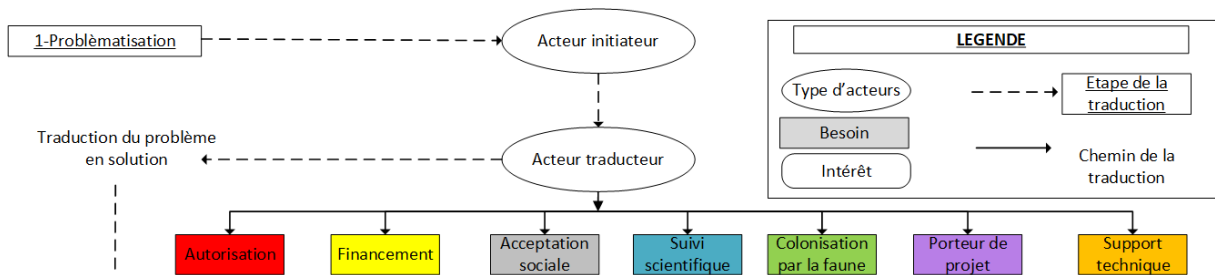 1-Problèmatisation
Acteur initiateur
LEGENDE
Type d'acteurs
Etape de la
traduction
Besoin
Intérêt
Chemin de la
traduction
Traduction du problème
en solution
Acteur traducteur
Autorisation
Financement
Acceptation
sociale
Suivi
scientifique
Colonisation
par la faune
Porteur de
projet
Support
technique